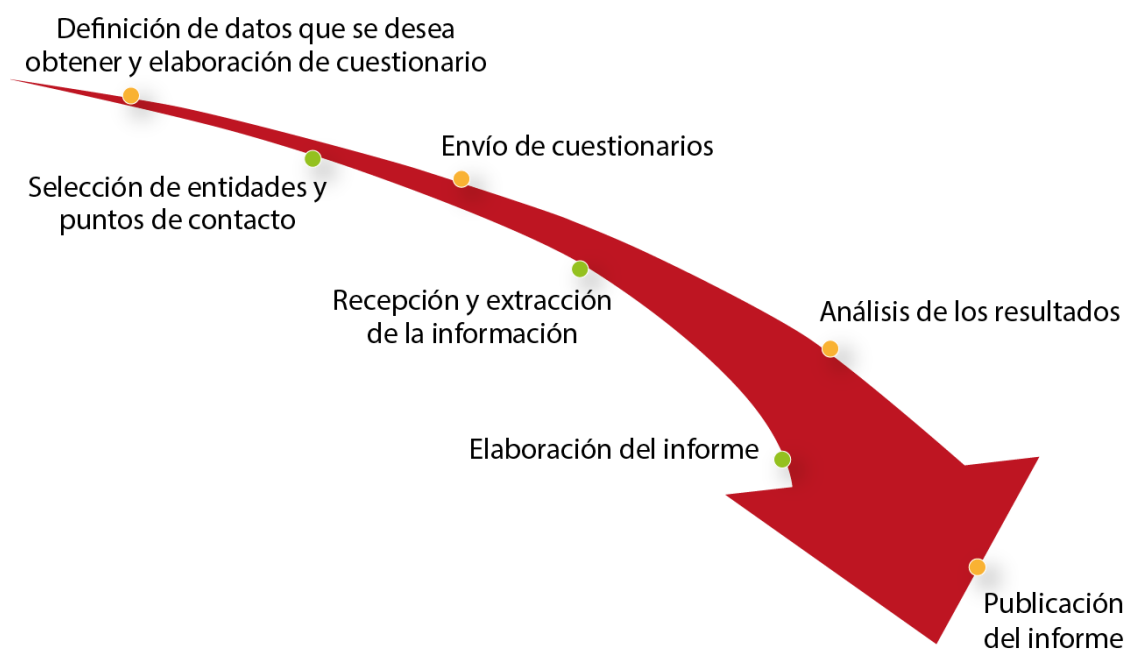 Definición de datos que se desea
obtener y elaboración de cuestionario
Selección de entidades y
puntos de contacto
Envío de cuestionarios
Recepción y extracción
de la información
Análisis de los resultados
Elaboración del informe
Publicación
del informe